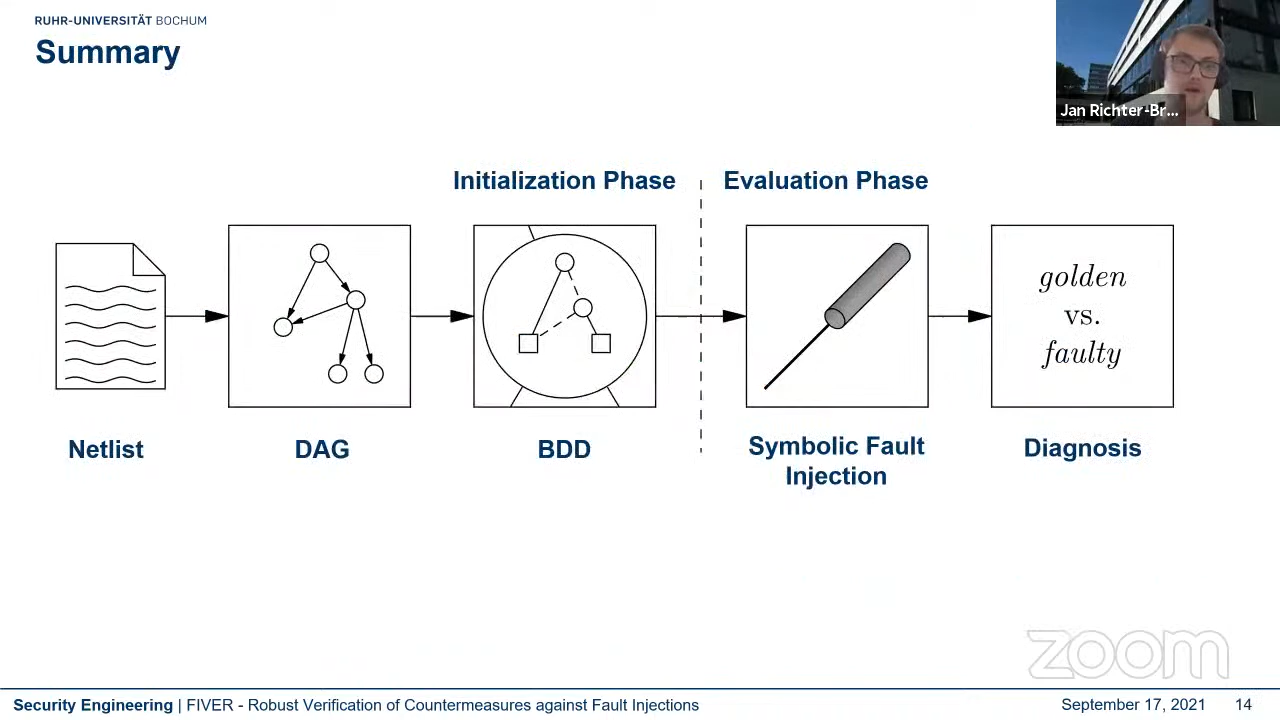 RUHR-UNIVERSITÄT BOCHUM
Summary
Jan Richter-Br...
Initialization Phase
Evaluation Phase
golden
vs.
faulty
Netlist
DAG
BDD
Symbolic Fault
Injection
Diagnosis
zoom
Security Engineering | FIVER - Robust Verification of Countermeasures against Fault Injections
September 17, 2021
14